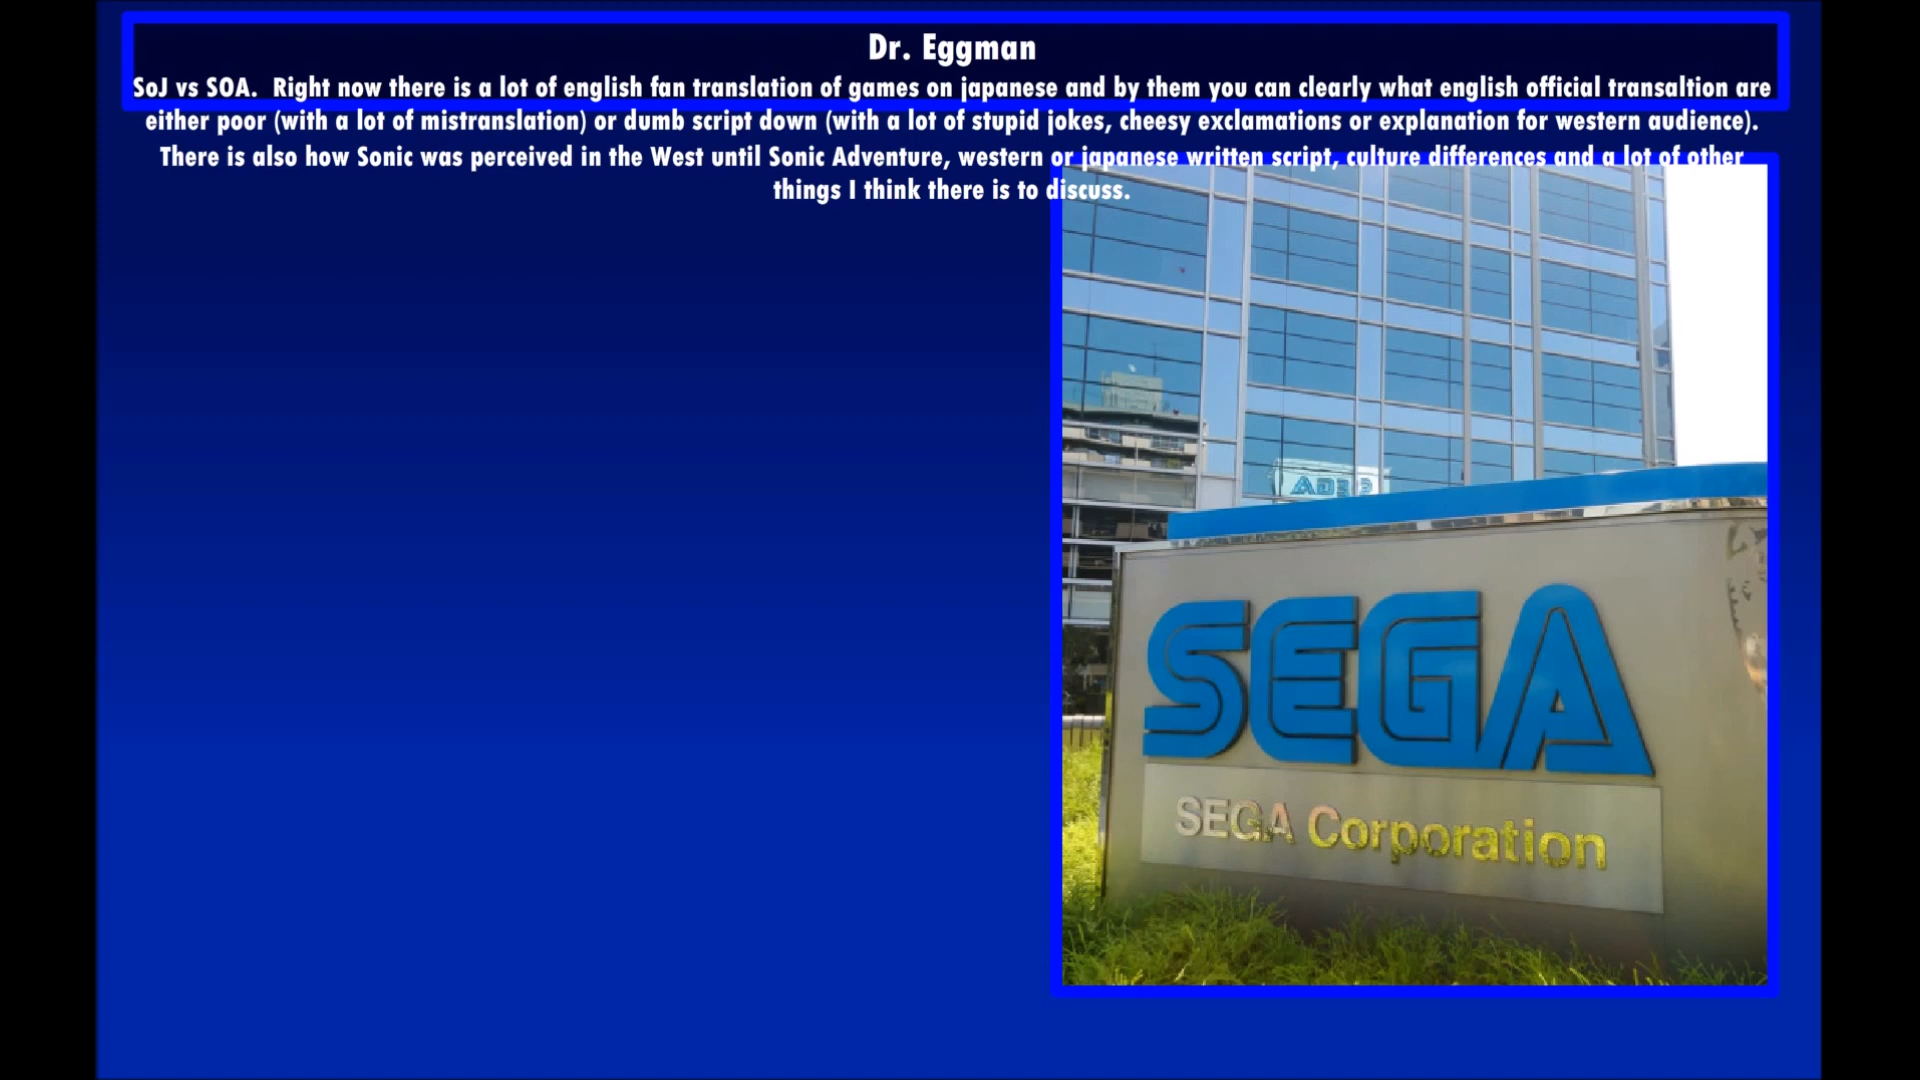 Dr. Eggman
SoJ vs SOA.  Right now there is a lot of english fan translation of games on japanese and by them you can clearly what english official transaltion are
either poor (with a lot of mistranslation) or dumb script down (with a lot of stupid jokes, cheesy exclamations or explanation for western audience).
There is also how Sonic was perceived in the West until Sonic Adventure, western or japanese written script, culture differences and a lot of other
things I think there is to discuss.
SEGA
SEGA Corporation